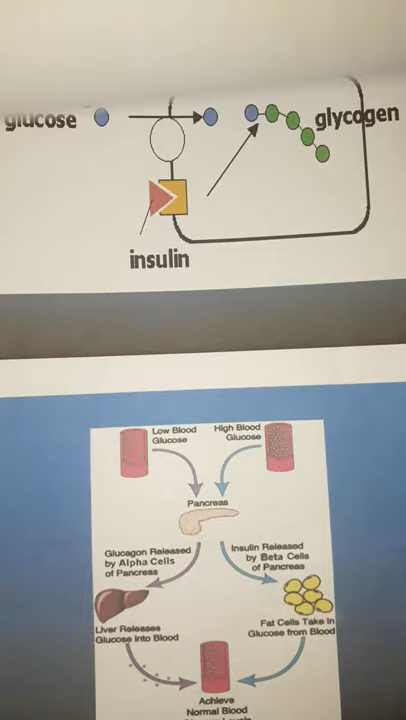 glucose
glycogen
insulin
Low Blood
Glucose
High Blood
Glucose
Pancreas
Glucagon Released
by Alpha Cells
of Pancreas
Insulin Released
by Beta Cells
of Pancreas
Liver Releases
Glucose into Blood
Fat Cells Take In
Glucose from Blood
Achieve
Normal Blood